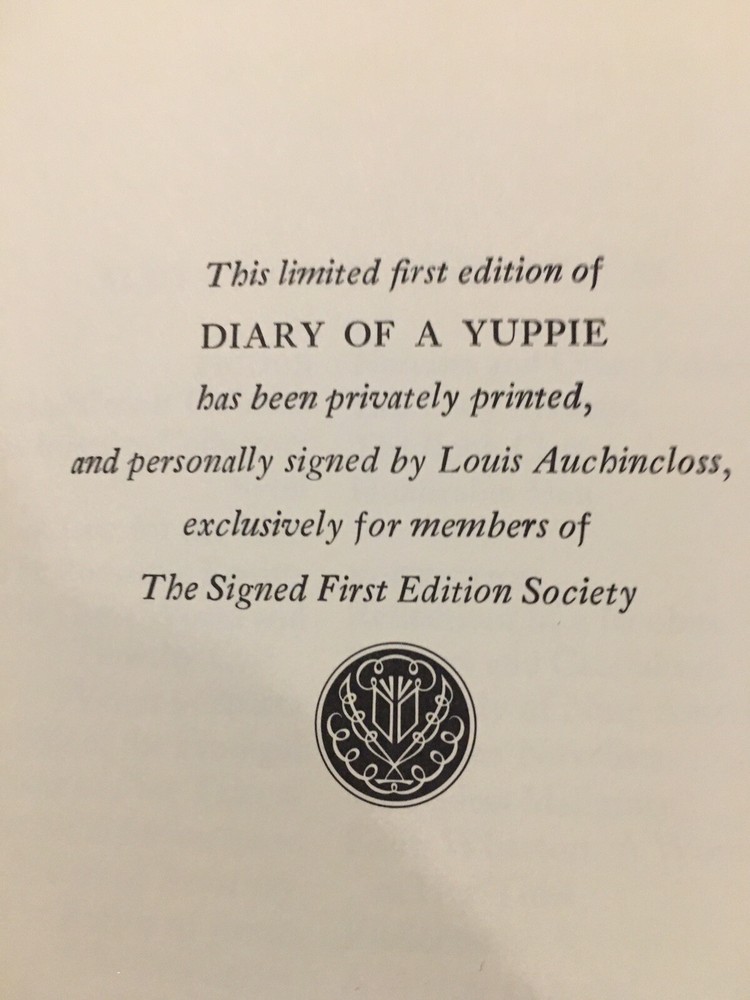 This limited first edition of
DIARY OF A YUPPIE
has been privately printed,
and personally signed by Louis Auchincloss,
exclusively for members of
The Signed First Edition Society